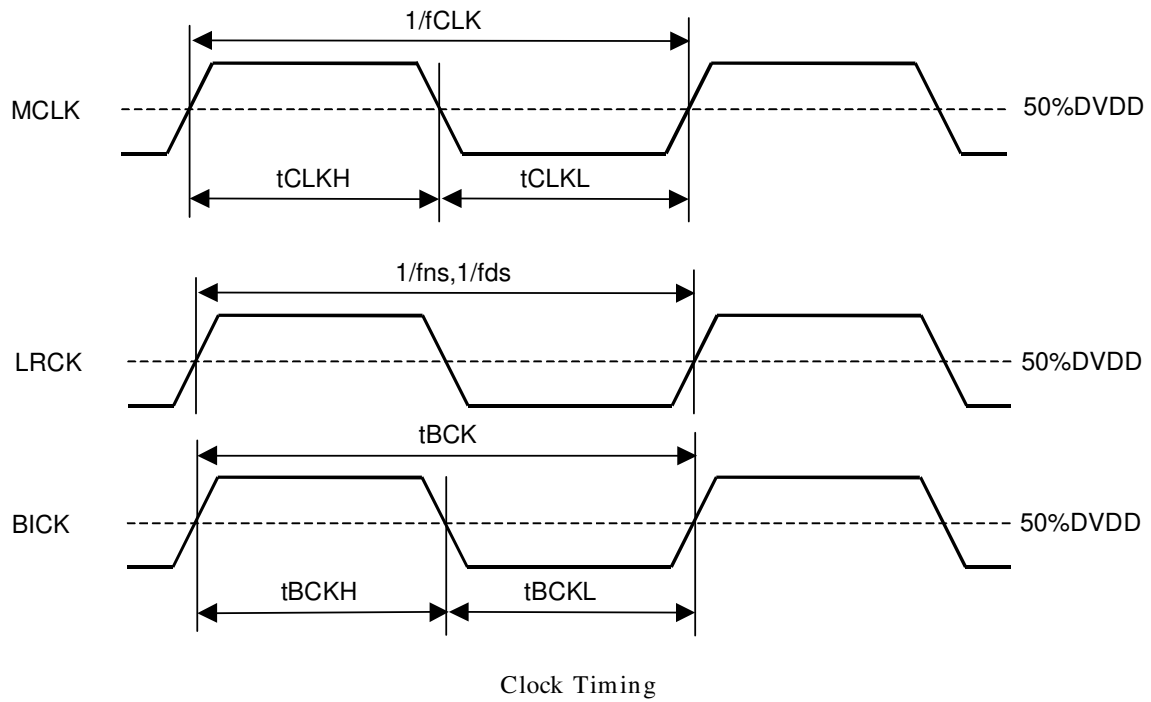 1/fCLK
MCLK
50%DVDD
tCLKH
tCLKL
1/fns,1/fds
LRCK
50%DVDD
tBCK
BICK
50%DVDD
tBCKH
tBCKL
Clock Timing